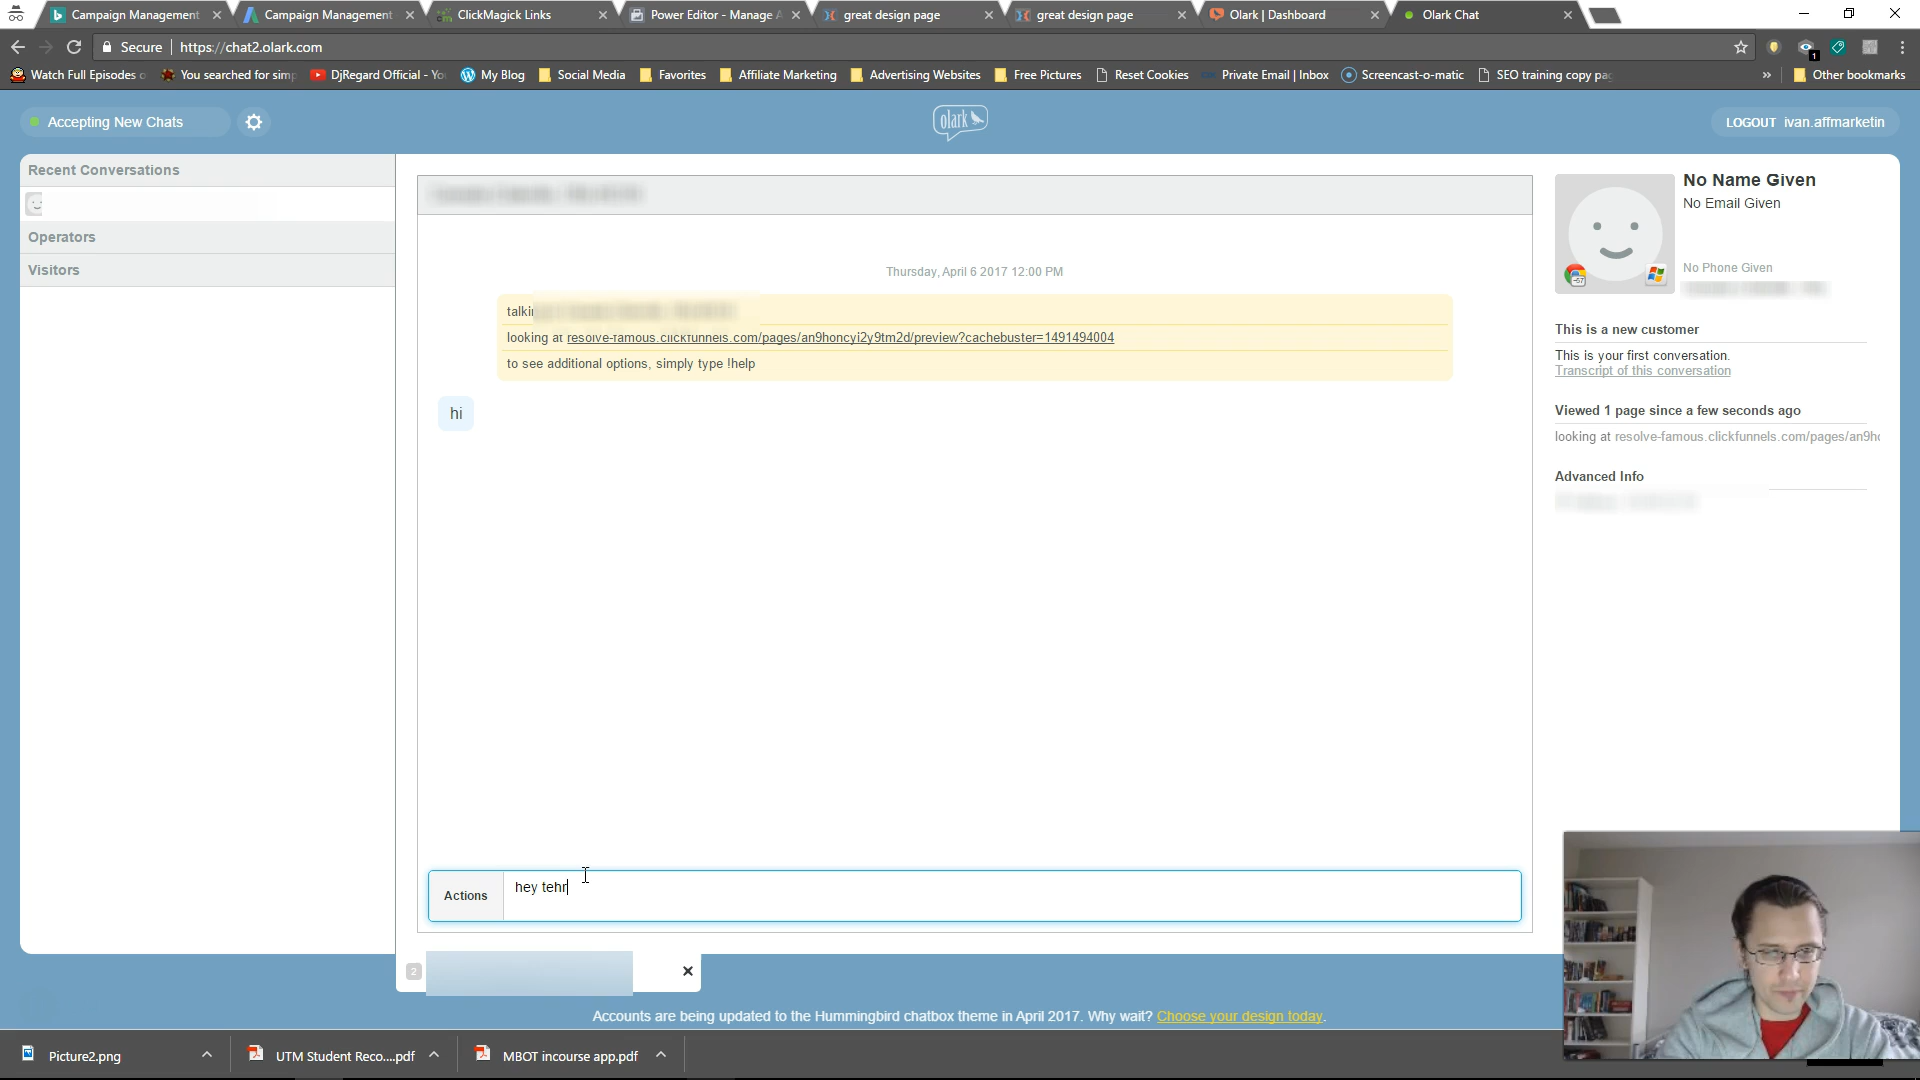 Campaign Management
Campaign Management
ClickMagick Links
Power Editor - Manage A
great design page
great design page
Olark | Dashboard
Olark Chat
Secure
https://chat2.olark.com
1
Watch Full Episodes o
You searched for simp
DjRegard Official - Yo
My Blog
Social Media
Favorites
Affiliate Marketing
Advertising Websites
Free Pictures
Reset Cookies
Private Email | Inbox
Screencast-o-matic
SEO training copy pag
»
Other bookmarks
Accepting New Chats
olark
LOGOUT ivan.affmarketin
Recent Conversations
Operators
Visitors
Thursday, April 6 2017 12:00 PM
talkin
looking at resolve-famous.clickfunnels.com/pages/an9honcyi2y9tm2d/preview?cachebuster=1491494004
to see additional options, simply type !help
hi
Actions
hey tehr
2
No Name Given
No Email Given
No Phone Given
This is a new customer
This is your first conversation.
Transcript of this conversation
Viewed 1 page since a few seconds ago
looking at resolve-famous.clickfunnels.com/pages/an9ho
Advanced Info
Accounts are being updated to the Hummingbird chatbox theme in April 2017. Why wait? Choose your design today.
Picture2.png
UTM Student Reco....pdf
MBOT incourse app.pdf